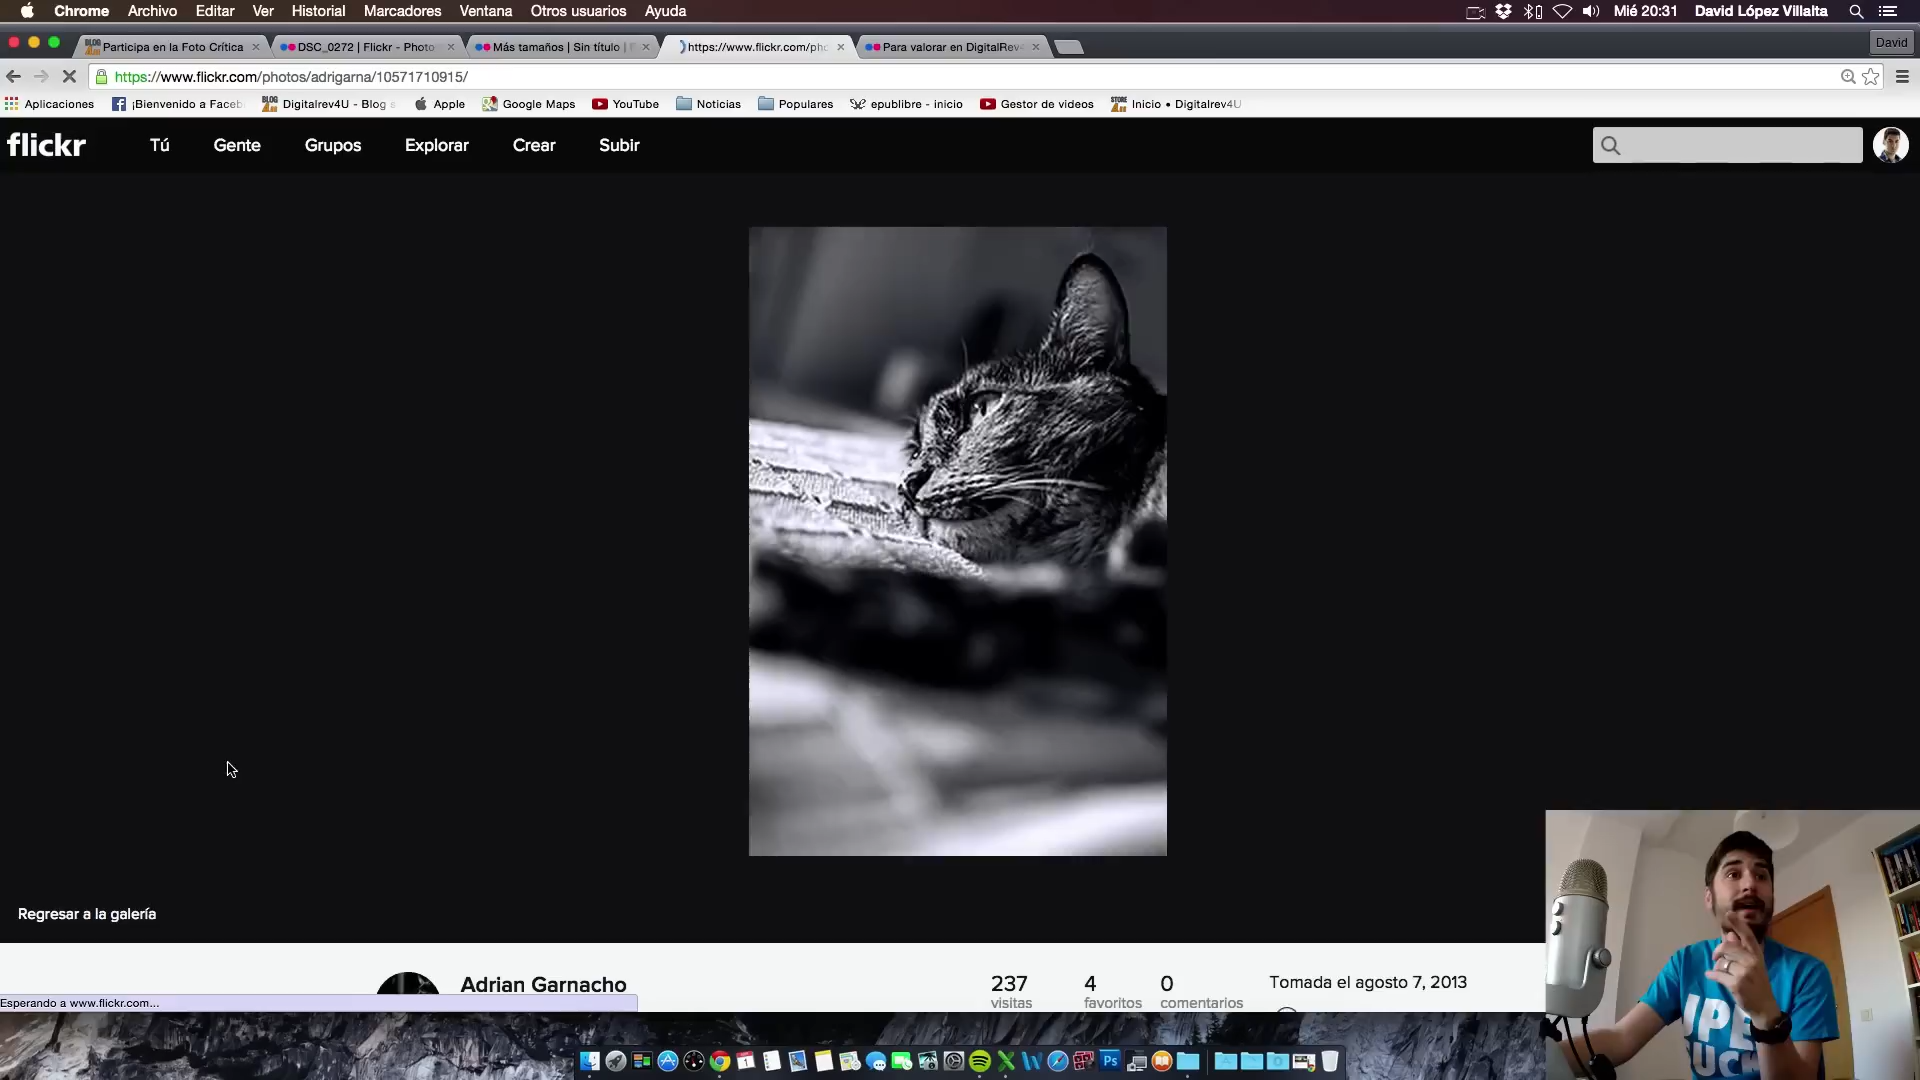 Chrome Archivo Editar Ver Historial Marcadores Ventana Otros usuarios Ayuda Mié 20:31 David López Villalta
Participa en la Foto Crítica DSC_0272 | Flickr - Photo Más tamaños | Sin título | https://www.flickr.com/pho Para valorar en DigitalRev David
https://www.flickr.com/photos/adrigarna/10571710915/
Aplicaciones ¡Bienvenido a Faceb Digitalrev4U - Blog s Apple Google Maps YouTube Noticias Populares epublibre - inicio Gestor de videos Inicio • Digitalrev4U
flickr Tú Gente Grupos Explorar Crear Subir
Regresar a la galería
Adrian Garnacho 237 4 0 Tomada el agosto 7, 2013
visitas favoritos comentarios
Esperando a www.flickr.com...